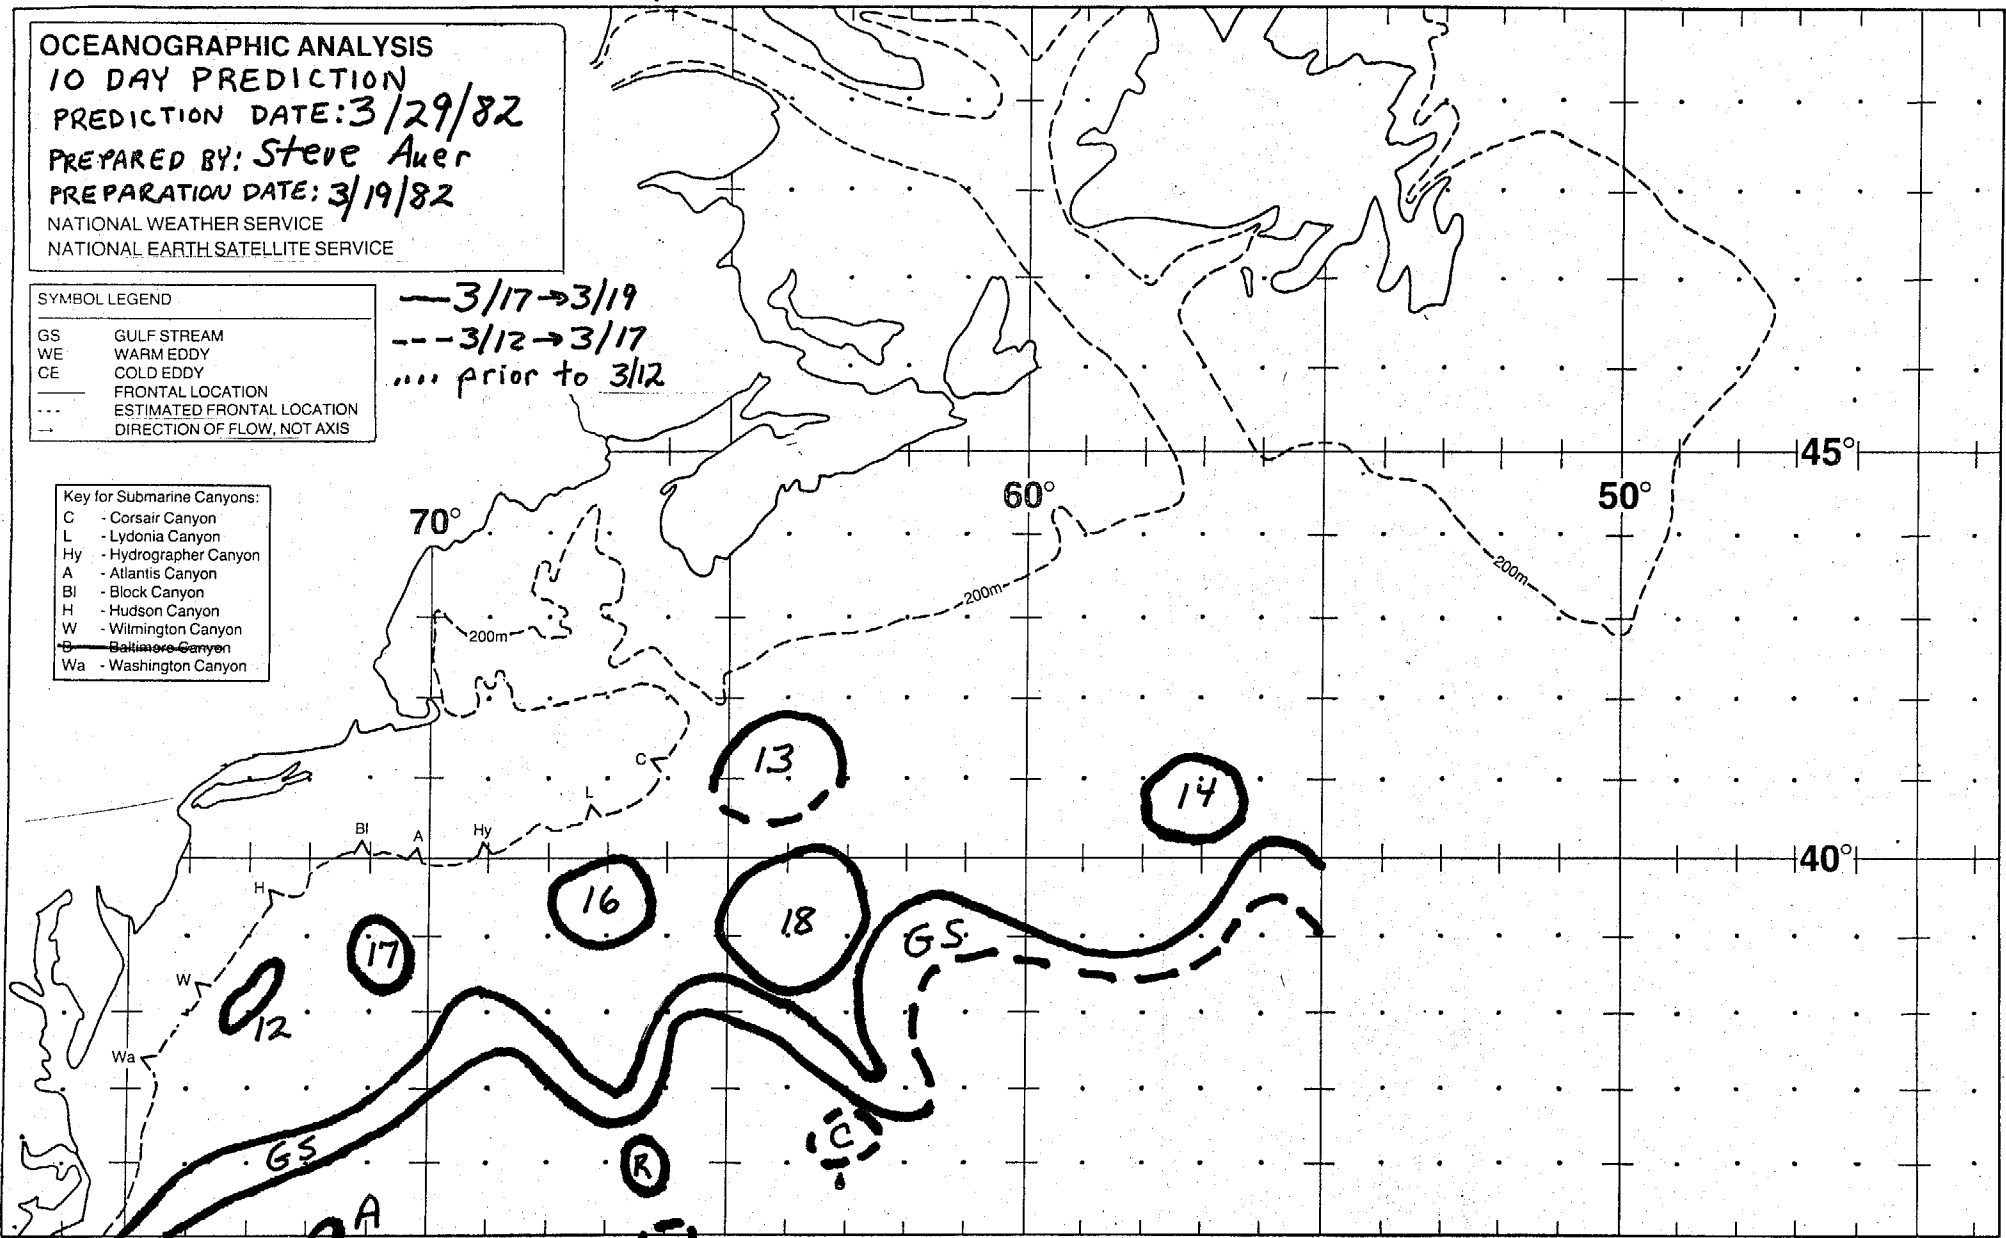 OCEANOGRAPHIC ANALYSIS
10 DAY PREDICTION
PREDICTION DATE: 3/29/82
PREPARED BY: Steve Auer
PREPARATION DATE: 3/19/82
NATIONAL WEATHER SERVICE
NATIONAL EARTH SATELLITE SERVICE
SYMBOL LEGEND
GS GULF STREAM
WE WARM EDDY
CE COLD EDDY
—— FRONTAL LOCATION
--- ESTIMATED FRONTAL LOCATION
→ DIRECTION OF FLOW, NOT AXIS
— 3/17→3/19
--- 3/12→3/17
.... prior to 3/12
Key for Submarine Canyons:
C - Corsair Canyon
L - Lydonia Canyon
Hy - Hydrographer Canyon
A - Atlantis Canyon
Bl - Block Canyon
H - Hudson Canyon
W - Wilmington Canyon
B - Baltimore Canyon
Wa - Washington Canyon
45°
60°
50°
70°
200m
200m
200m
13
C
14
L
Bl
A
Hy
40°
H
16
18
17
GS
W
12
Wa
C
GS
R
A